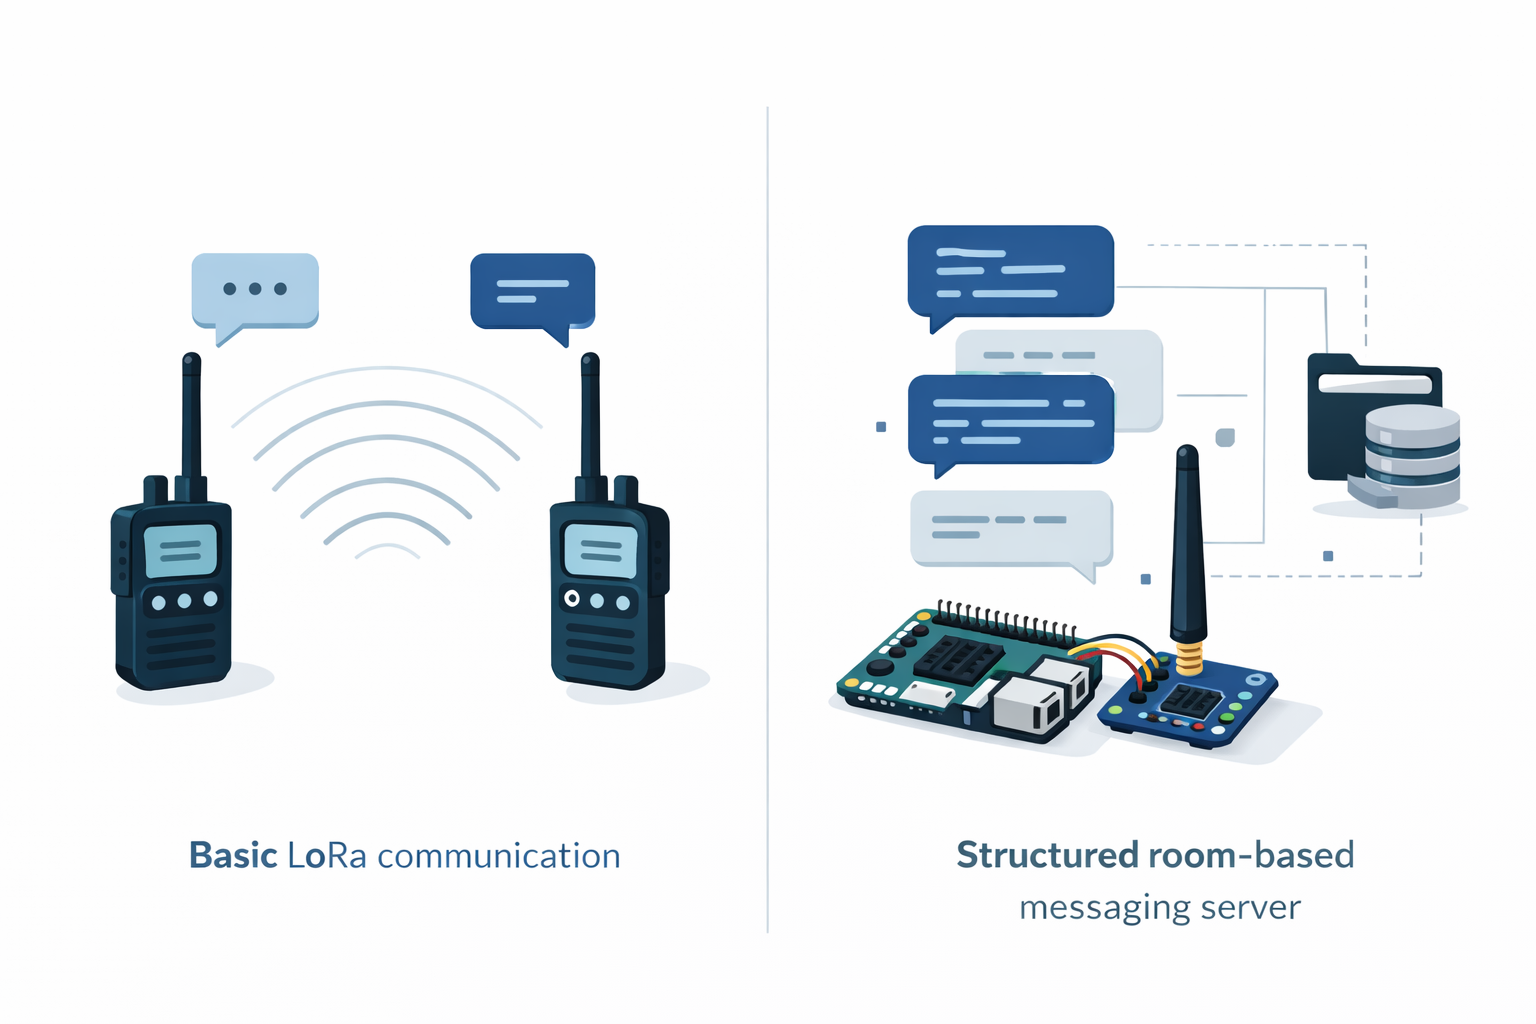 Basic LoRa communication
Structured room-based
messaging server